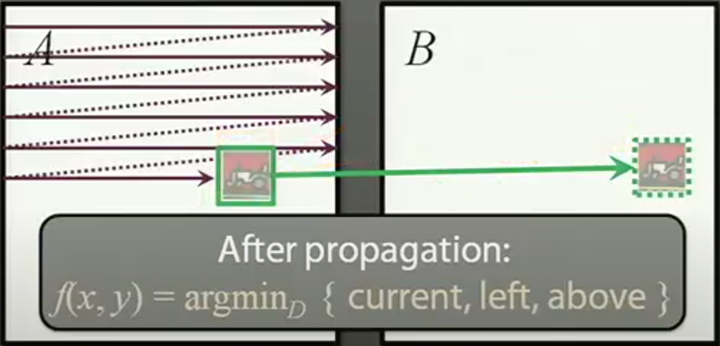 A
B
After propagation:
f(x, y) = argmin_D { current, left, above }